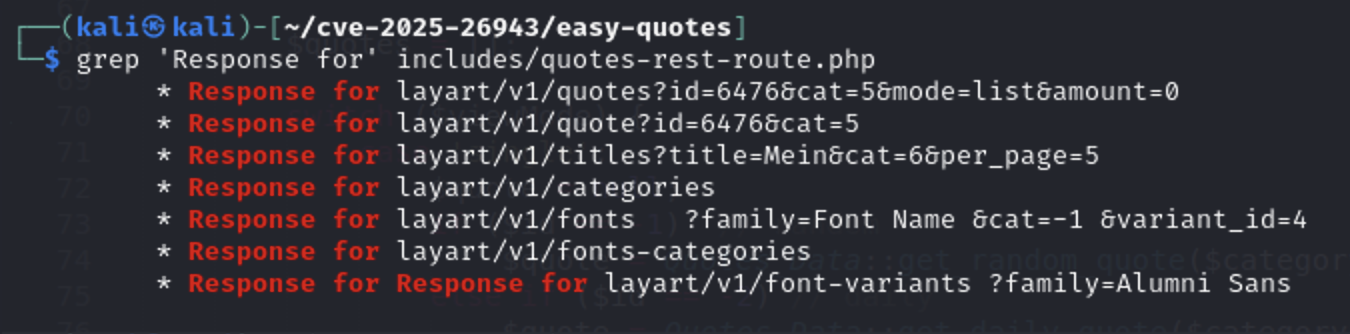 ┌──(kali㉿kali)-[~/cve-2025-26943/easy-quotes]
└─$ grep 'Response for' includes/quotes-rest-route.php
* Response for layart/v1/quotes?id=6476&cat=5&mode=list&amount=0
* Response for layart/v1/quote?id=6476&cat=5
* Response for layart/v1/titles?title=Mein&cat=6&per_page=5
* Response for layart/v1/categories
* Response for layart/v1/fonts   ?family=Font Name &cat=-1 &variant_id=4
* Response for layart/v1/fonts-categories
* Response for Response for layart/v1/font-variants ?family=Alumni Sans